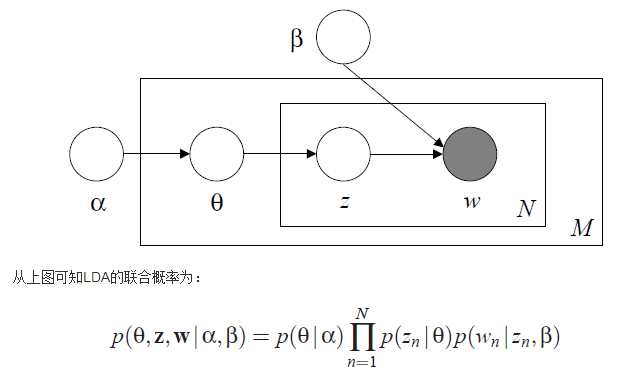 β
α
θ
z
w
N
M
从上图可知LDA的联合概率为：
p(θ, z, w | α, β) = p(θ | α) ∏_{n=1}^{N} p(z_n | θ) p(w_n | z_n, β)